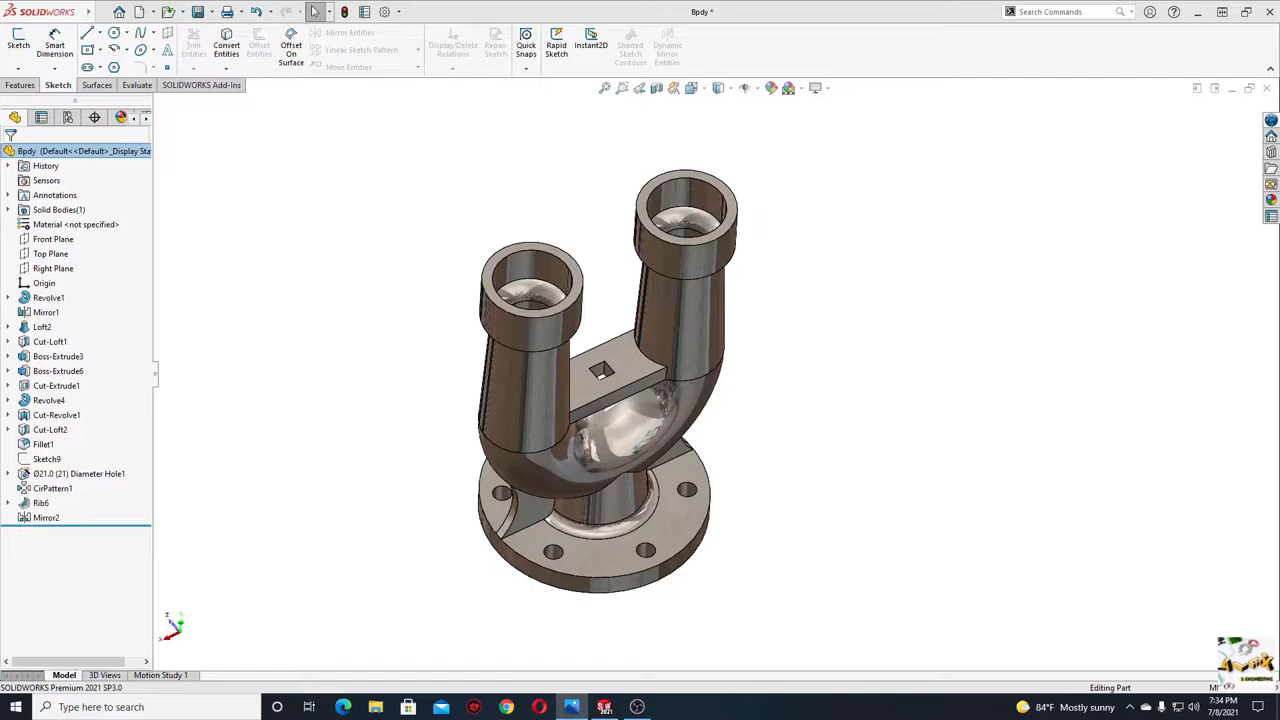 SOLIDWORKS
Bpdy *
Search Commands
Sketch
Smart
Dimension
Trim
Entities
Convert
Entities
Offset
Entities
Offset
On
Surface
Mirror Entities
Linear Sketch Pattern
Move Entities
Display/Delete
Relations
Repair
Sketch
Quick
Snaps
Rapid
Sketch
Instant2D
Shaded
Sketch
Contours
Dynamic
Mirror
Entities
Features
Sketch
Surfaces
Evaluate
SOLIDWORKS Add-Ins
Bpdy (Default<<Default>_Display Sta
History
Sensors
Annotations
Solid Bodies(1)
Material <not specified>
Front Plane
Top Plane
Right Plane
Origin
Revolve1
Mirror1
Loft2
Cut-Loft1
Boss-Extrude3
Boss-Extrude6
Cut-Extrude1
Revolve4
Cut-Revolve1
Cut-Loft2
Fillet1
Sketch9
Ø21.0 (21) Diameter Hole1
CirPattern1
Rib6
Mirror2
Model
3D Views
Motion Study 1
SOLIDWORKS Premium 2021 SP3.0
Editing Part
Type here to search
84°F Mostly sunny
7:34 PM
7/8/2021